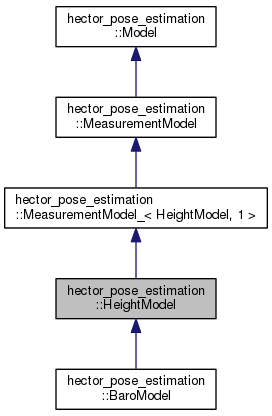 hector_pose_estimation
::Model
hector_pose_estimation
::MeasurementModel
hector_pose_estimation
::MeasurementModel_< HeightModel, 1 >
hector_pose_estimation
::HeightModel
hector_pose_estimation
::BaroModel